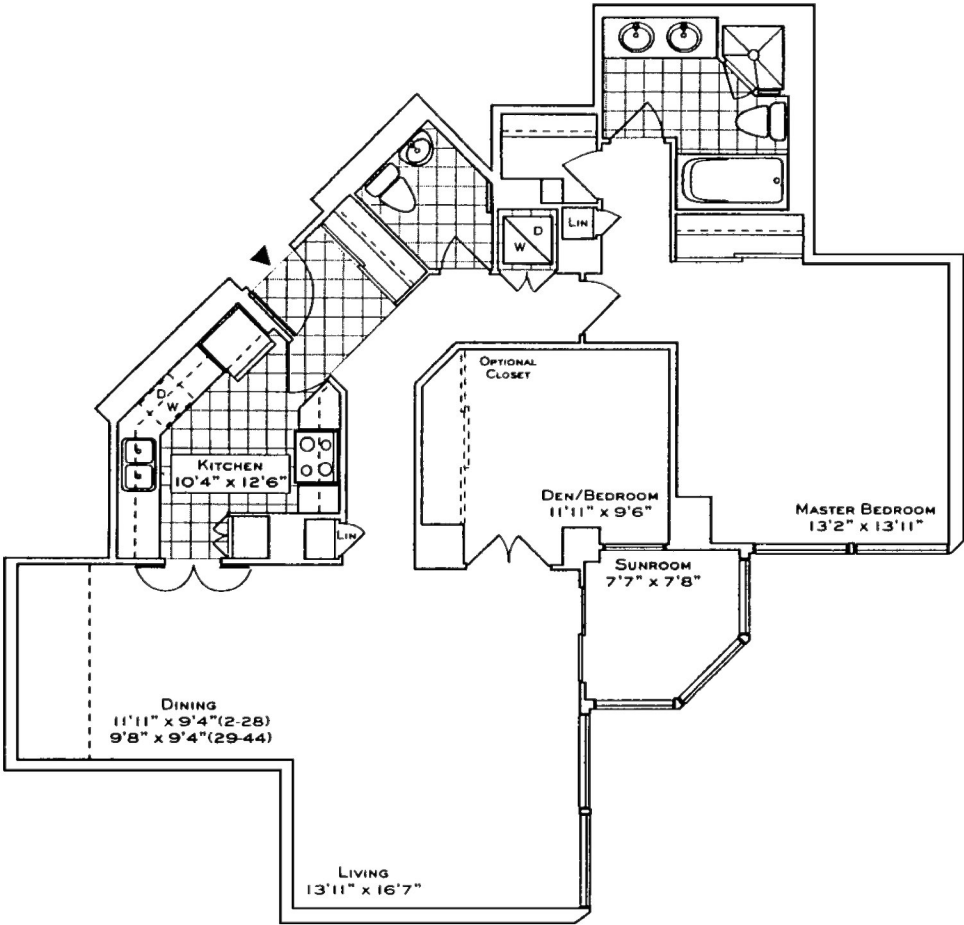 LIN
D
W
OPTIONAL
CLOSET
D
W
KITCHEN
10'4" x 12'6"
DEN/BEDROOM
11'11" x 9'6"
MASTER BEDROOM
13'2" x 13'11"
LIN
SUNROOM
7'7" x 7'8"
DINING
11'11" x 9'4"(2-28)
9'8" x 9'4"(29-44)
LIVING
13'11" x 16'7"